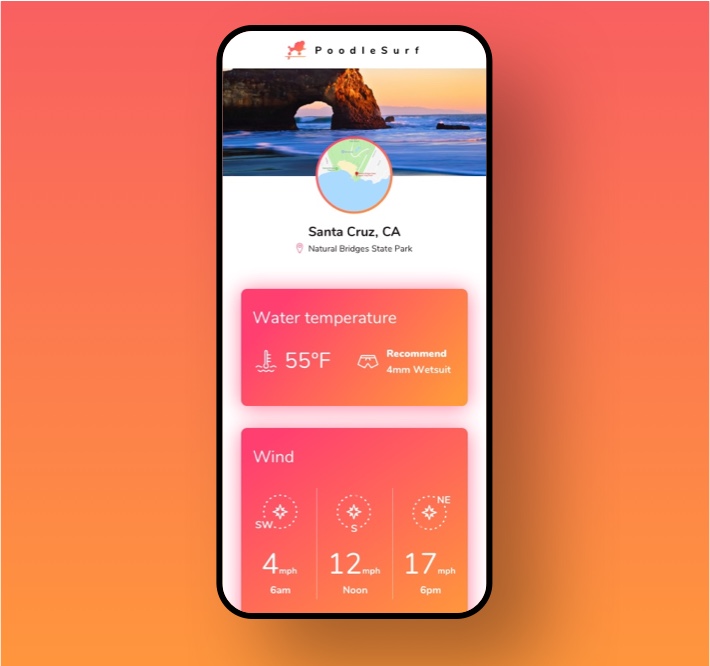 PoodleSurf
Santa Cruz, CA
Natural Bridges State Park
Water temperature
55°F
Recommend
4mm Wetsuit
Wind
SW
S
NE
4mph
12mph
17mph
6am
Noon
6pm